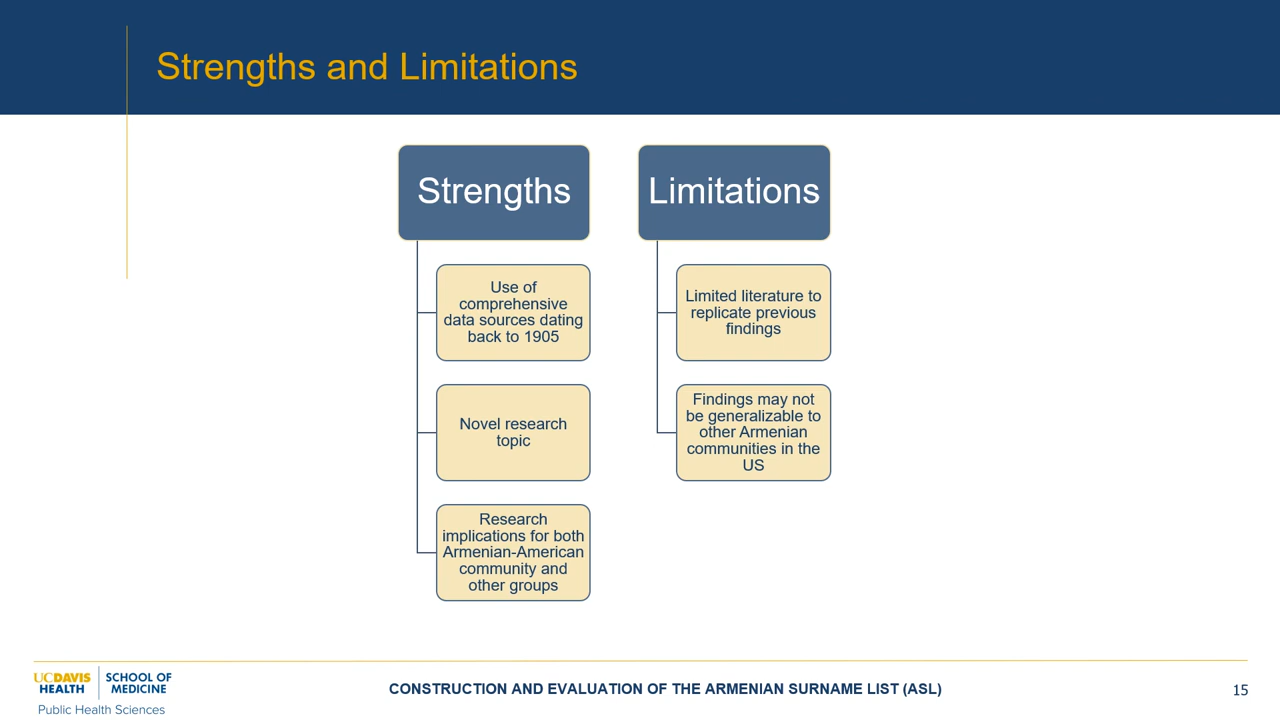 Strengths and Limitations
Strengths
Use of
comprehensive
data sources dating
back to 1905
Novel research
topic
Research
implications for both
Armenian-American
community and
other groups
Limitations
Limited literature to
replicate previous
findings
Findings may not
be generalizable to
other Armenian
communities in the
US
UCDAVIS
HEALTH
SCHOOL OF
MEDICINE
Public Health Sciences
CONSTRUCTION AND EVALUATION OF THE ARMENIAN SURNAME LIST (ASL)
15